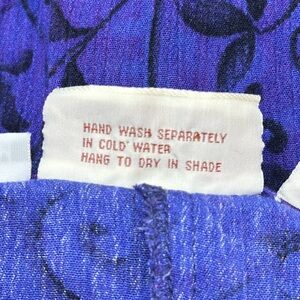 HAND WASH SEPARATELY
IN COLD WATER
HANG TO DRY IN SHADE